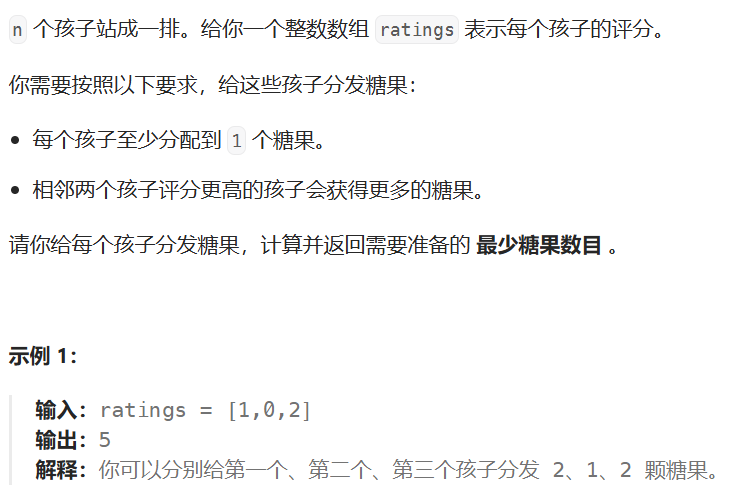 n 个孩子站成一排。给你一个整数数组 ratings 表示每个孩子的评分。
你需要按照以下要求，给这些孩子分发糖果：
• 每个孩子至少分配到 1 个糖果。
• 相邻两个孩子评分更高的孩子会获得更多的糖果。
请你给每个孩子分发糖果，计算并返回需要准备的 最少糖果数目 。
示例 1：
输入：ratings = [1,0,2]
输出：5
解释：你可以分别给第一个、第二个、第三个孩子分发 2、1、2 颗糖果。